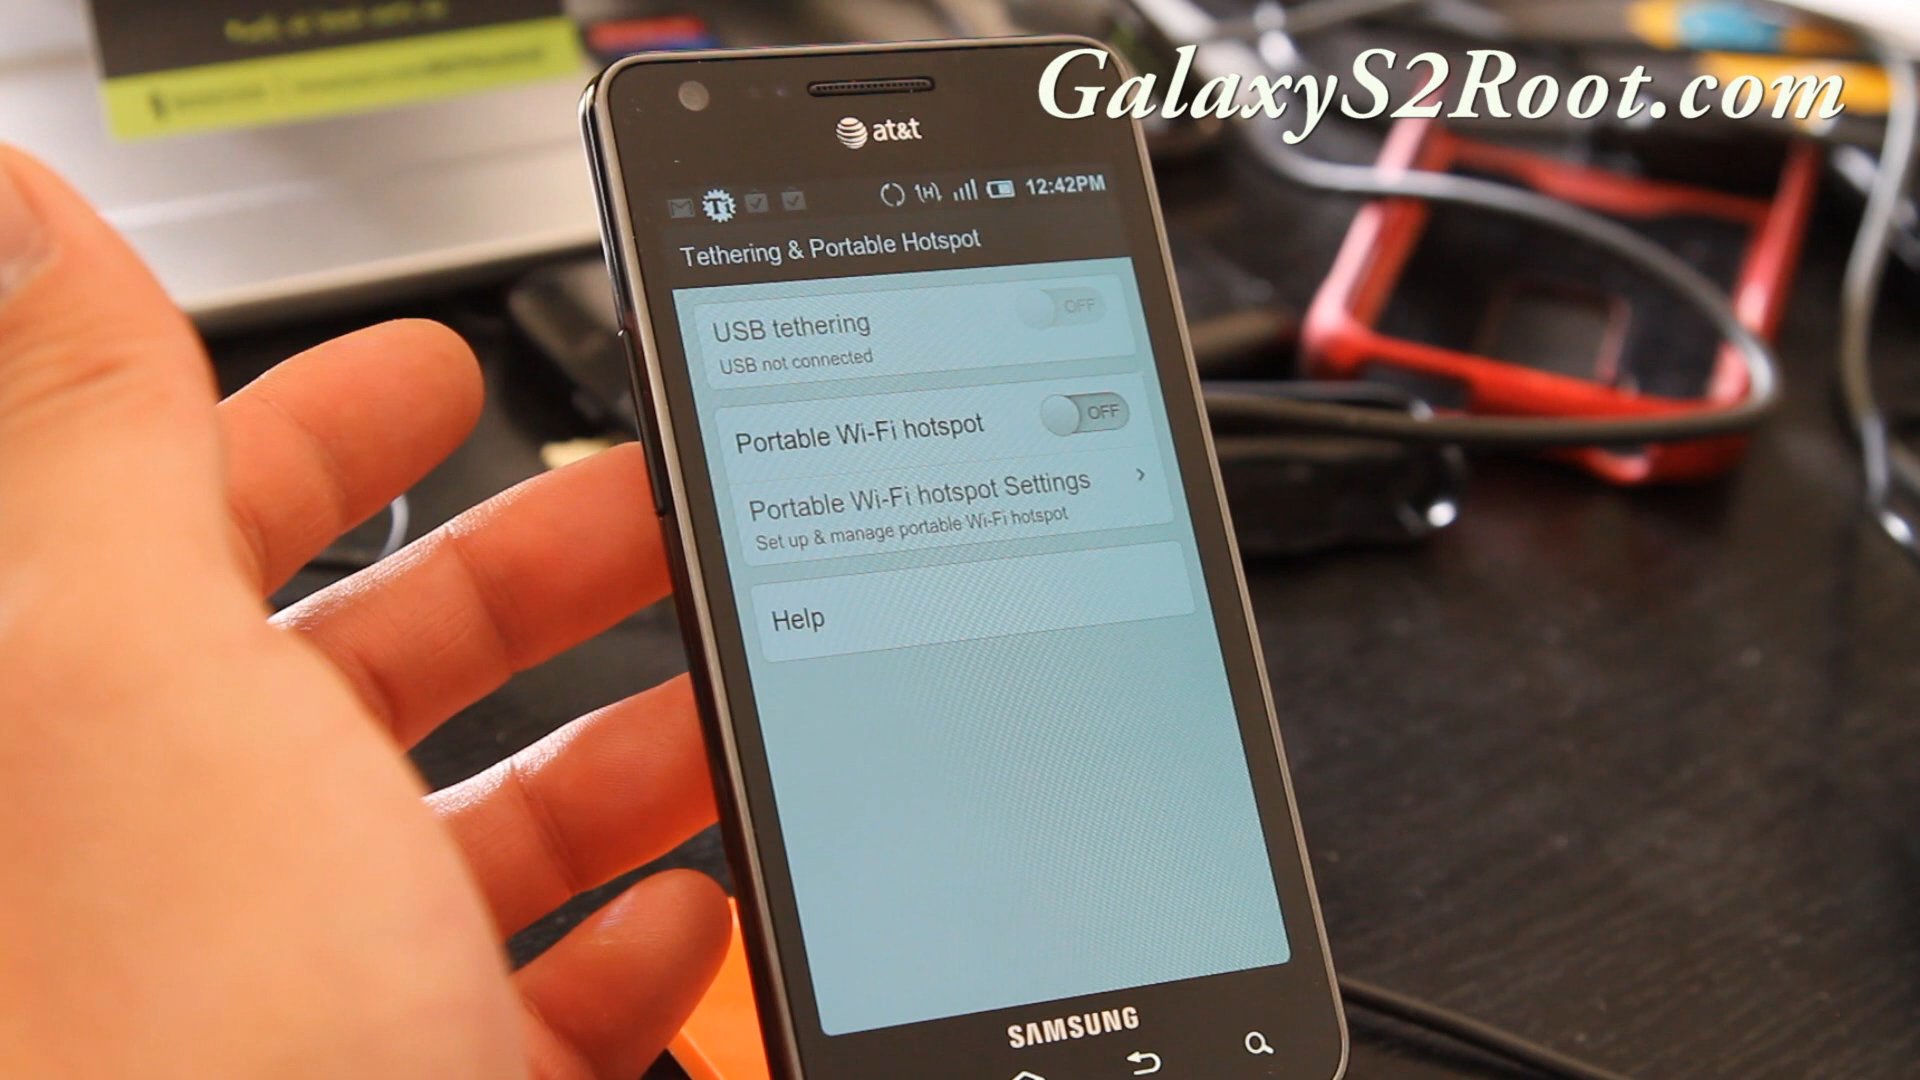 GalaxyS2Root.com
at&t
12:42PM
Tethering & Portable Hotspot
USB tethering
OFF
USB not connected
Portable Wi-Fi hotspot
OFF
Portable Wi-Fi hotspot Settings
Set up & manage portable Wi-Fi hotspot
Help
SAMSUNG